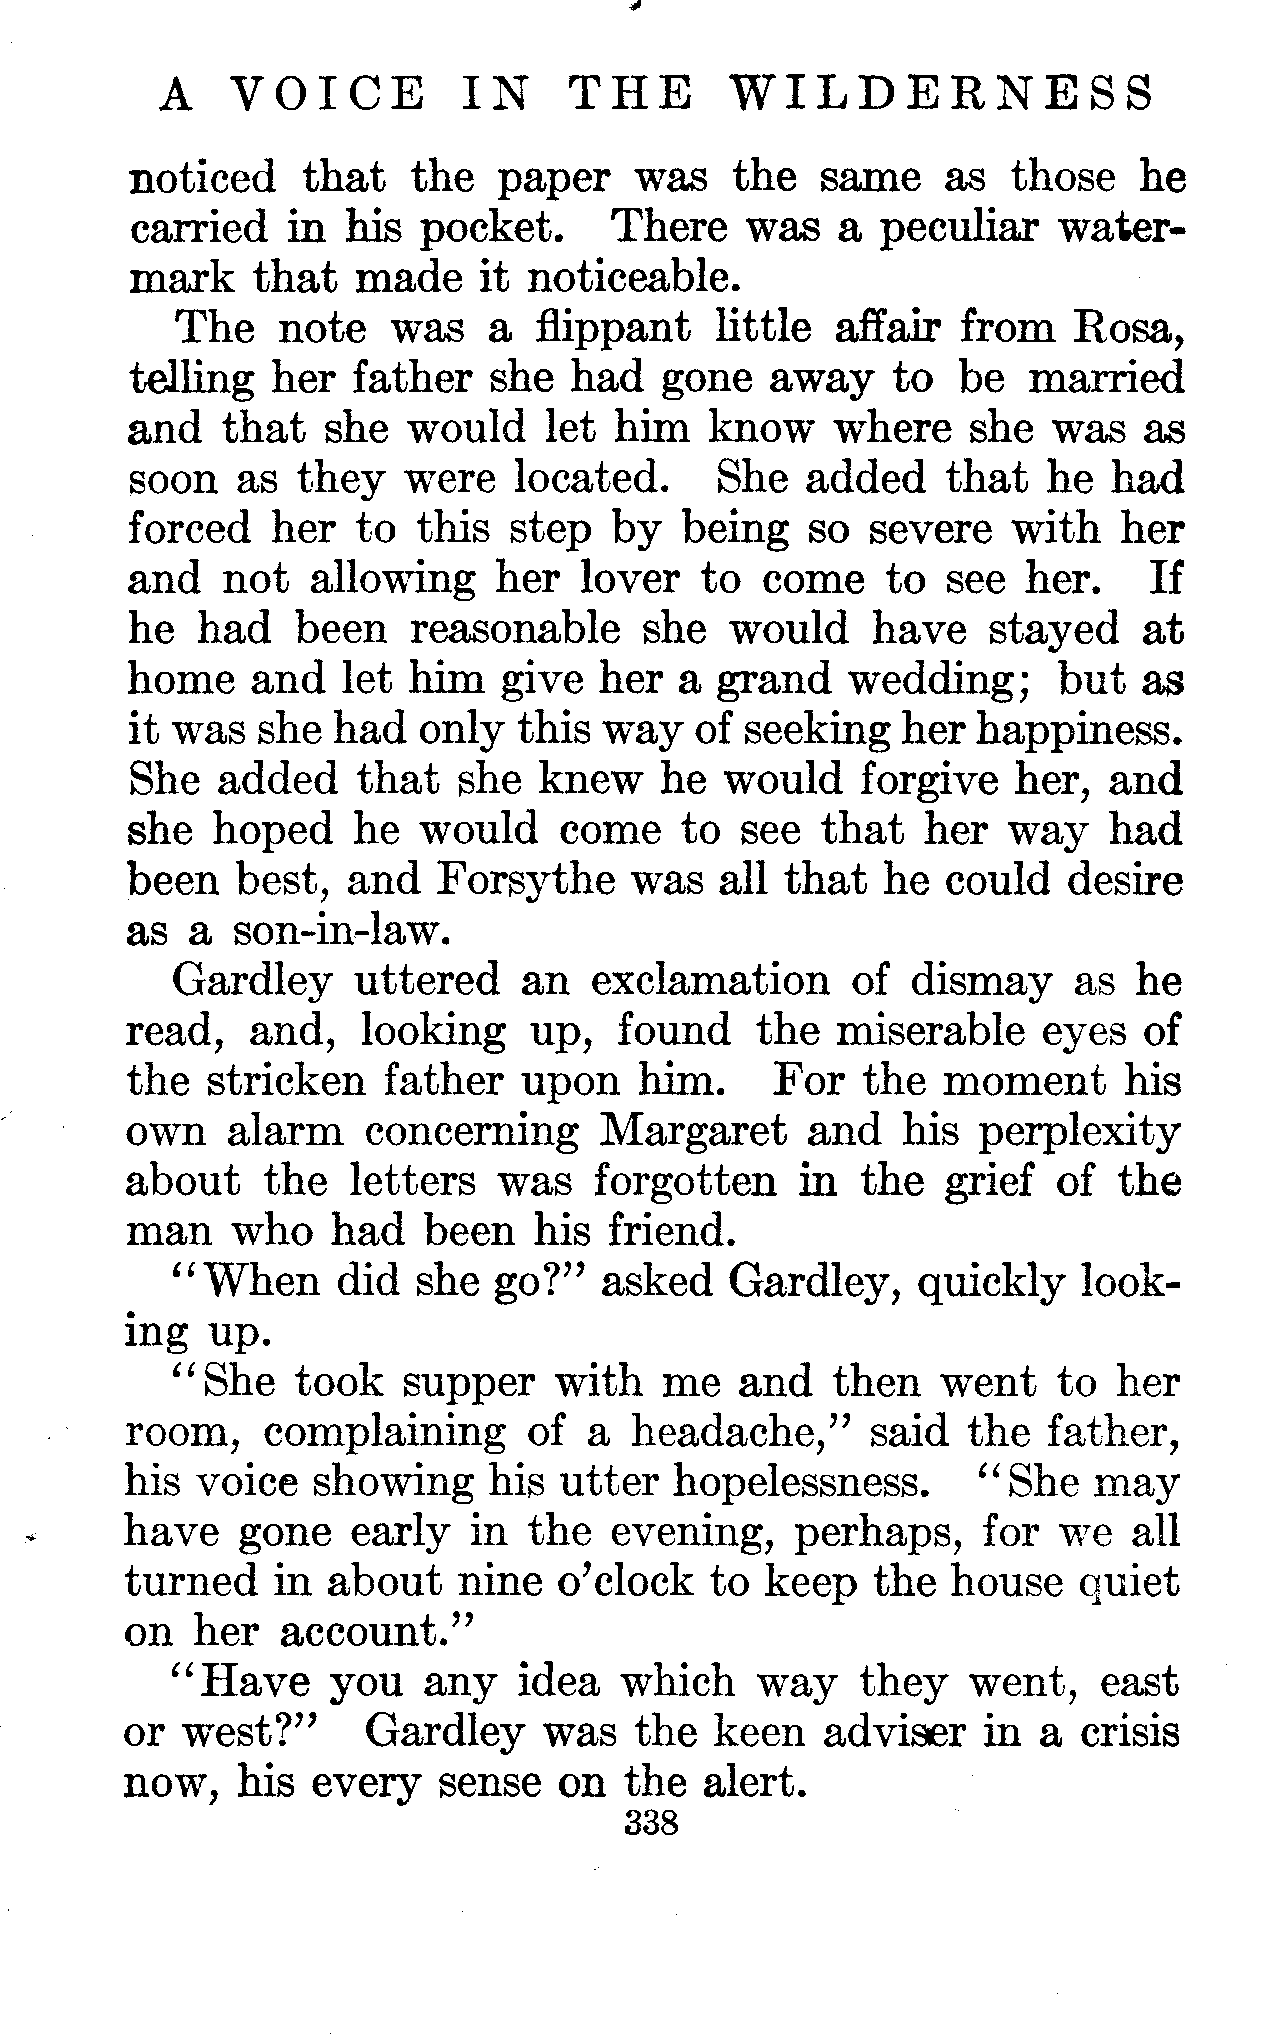 A VOICE IN THE WILDERNESS
noticed that the paper was the same as those he
carried in his pocket. There was a peculiar water-
mark that made it noticeable.
The note was a flippant little affair from Rosa,
telling her father she had gone away to be married
and that she would let him know where she was as
soon as they were located. She added that he had
forced her to this step by being so severe with her
and not allowing her lover to come to see her. If
he had been reasonable she would have stayed at
home and let him give her a grand wedding; but as
it was she had only this way of seeking her happiness.
She added that she knew he would forgive her, and
she hoped he would come to see that her way had
been best, and Forsythe was all that he could desire
as a son-in-law.
Gardley uttered an exclamation of dismay as he
read, and, looking up, found the miserable eyes of
the stricken father upon him. For the moment his
own alarm concerning Margaret and his perplexity
about the letters was forgotten in the grief of the
man who had been his friend.
"When did she go?" asked Gardley, quickly look-
ing up.
"She took supper with me and then went to her
room, complaining of a headache," said the father,
his voice showing his utter hopelessness. "She may
have gone early in the evening, perhaps, for we all
turned in about nine o'clock to keep the house quiet
on her account."
"Have you any idea which way they went, east
or west?" Gardley was the keen adviser in a crisis
now, his every sense on the alert.
338